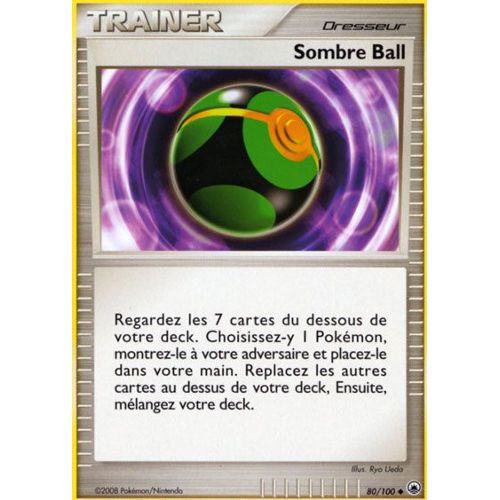 TRAINER
Dresseur
Sombre Ball
Regardez les 7 cartes du dessous de
votre deck. Choisissez-y 1 Pokémon,
montrez-le à votre adversaire et placez-le
dans votre main. Replacez les autres
cartes au dessus de votre deck, Ensuite,
mélangez votre deck.
Illus. Ryo Ueda
©2008 Pokémon/Nintendo
80/100